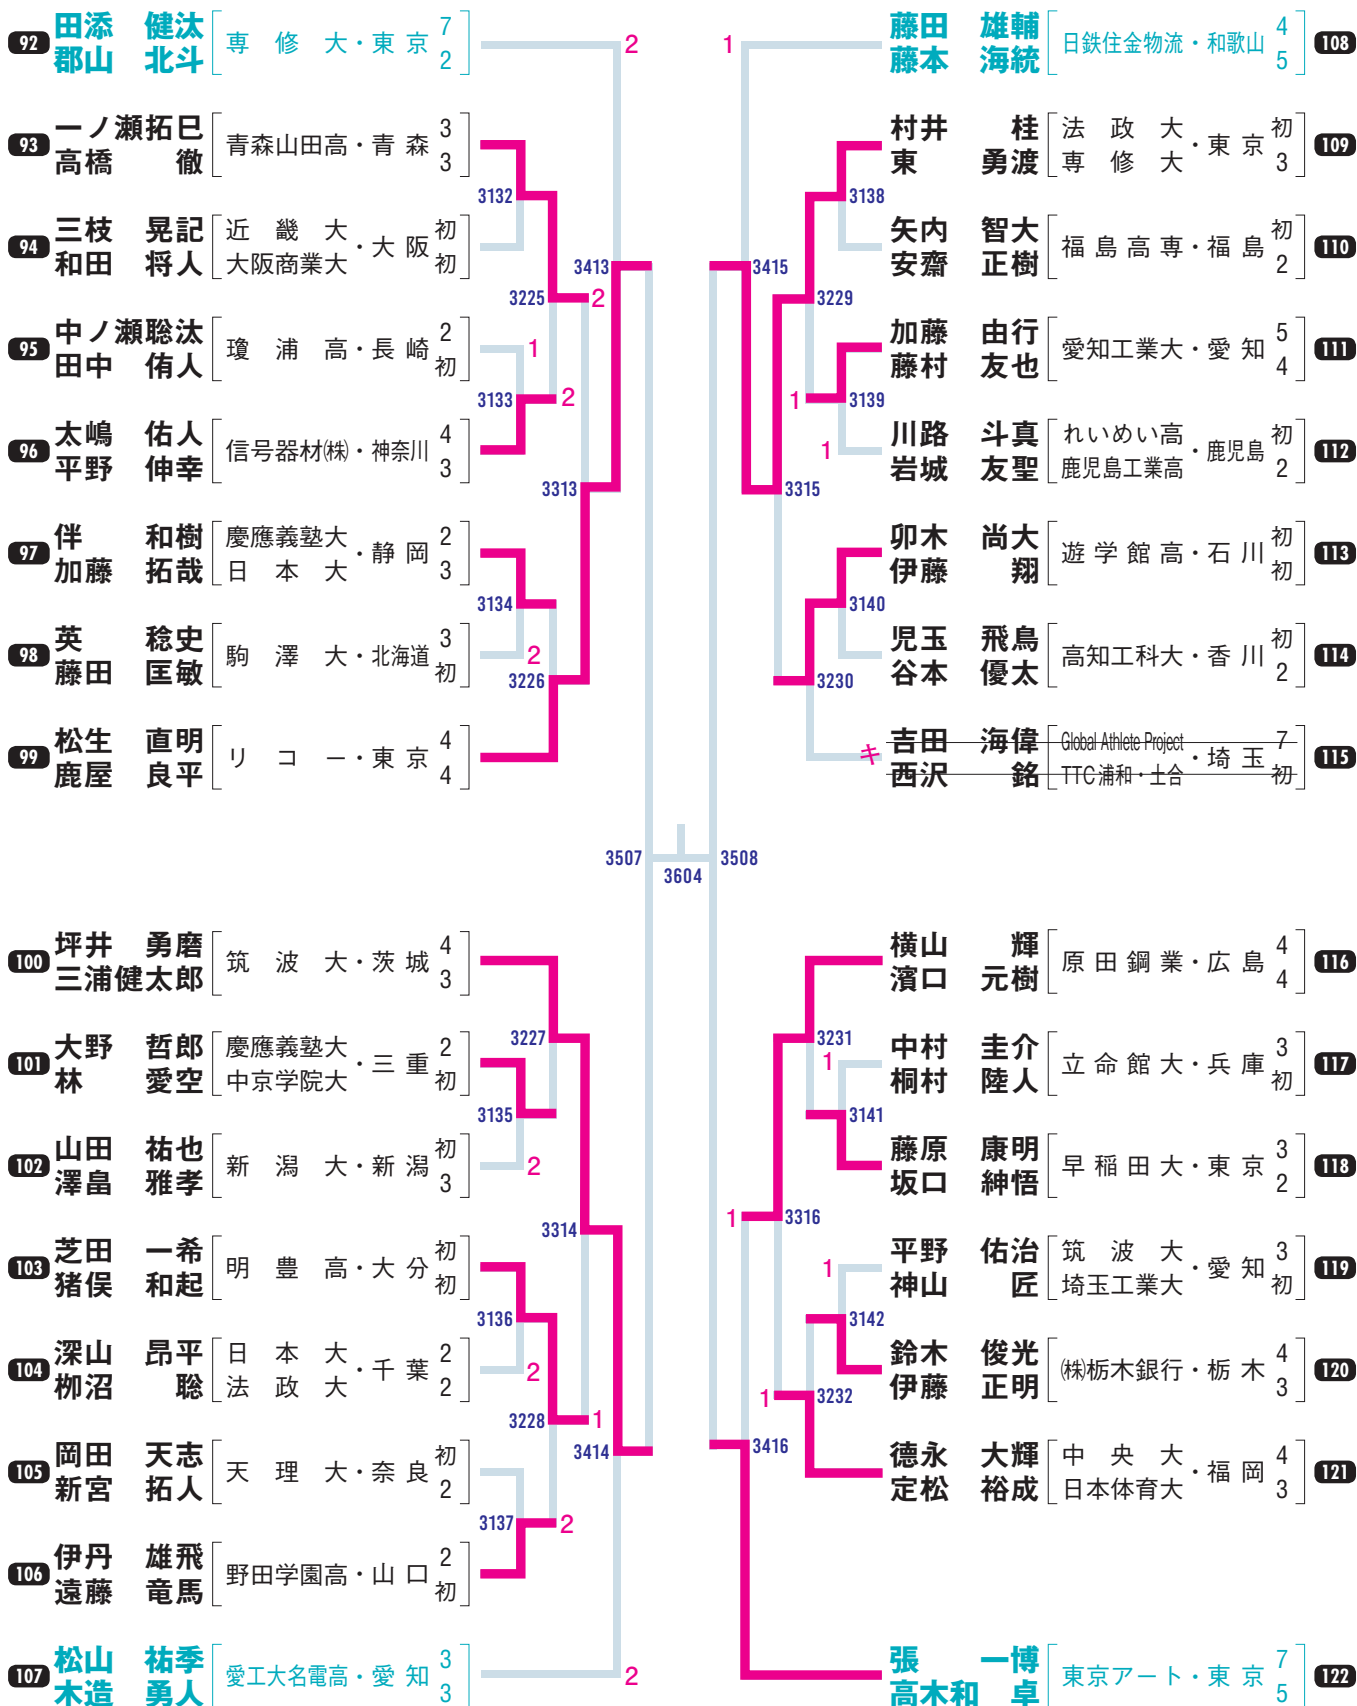 92 田添 健汰 郡山 北斗 専修大・東京 7 2
2
93 一ノ瀬拓巳 高橋 徹 青森山田高・青森 3 3
3132
94 三枝 晃記 和田 将人 近畿大 大阪商業大・大阪 初 初
3413
3225
2
95 中ノ瀬聡汰 田中 侑人 瓊浦高・長崎 2 初
1
3133
2
96 太嶋 佑人 平野 伸幸 信号器材㈱・神奈川 4 3
3313
97 伴 和樹 加藤 拓哉 慶應義塾大 日本大・静岡 2 3
3134
98 英 稔史 藤田 匡敏 駒澤大・北海道 3 初
2
3226
99 松生 直明 鹿屋 良平 リコー・東京 4 4
3507
3604
3508
100 坪井 勇磨 三浦健太郎 筑波大・茨城 4 3
3227
101 大野 哲郎 林 愛空 慶應義塾大 中京学院大・三重 2 初
3135
102 山田 祐也 澤畠 雅孝 新潟大・新潟 初 3
2
3314
103 芝田 一希 猪俣 和起 明豊高・大分 初 初
3136
104 深山 昂平 栁沼 聡 日本大 法政大・千葉 2 2
2
3228
1
3414
105 岡田 天志 新宮 拓人 天理大・奈良 初 2
3137
2
106 伊丹 雄飛 遠藤 竜馬 野田学園高・山口 2 初
107 松山 祐季 木造 勇人 愛工大名電高・愛知 3 3
2
1
藤田 雄輔 藤本 海統 日鉄住金物流・和歌山 4 5 108
村井 桂 東 勇渡 法政大 専修大・東京 初 3 109
3138
矢内 智大 安齋 正樹 福島高専・福島 初 2 110
3415
3229
加藤 由行 藤村 友也 愛知工業大・愛知 5 4 111
1
3139
川路 斗真 岩城 友聖 れいめい高 鹿児島工業高・鹿児島 初 2 112
1
3315
卯木 尚大 伊藤 翔 遊学館高・石川 初 初 113
3140
児玉 飛鳥 谷本 優太 高知工科大・香川 初 2 114
3230
キ
吉田 海偉 西沢 銘 Global Athlete Project TTC浦和・土合・埼玉 7 初 115
横山 輝 濱口 元樹 原田鋼業・広島 4 4 116
3231
1
中村 圭介 桐村 陸人 立命館大・兵庫 3 初 117
3141
藤原 康明 坂口 紳悟 早稲田大・東京 3 2 118
1
3316
1
平野 佑治 神山 匠 筑波大 埼玉工業大・愛知 3 初 119
3142
鈴木 俊光 伊藤 正明 ㈱栃木銀行・栃木 4 3 120
1
3232
3416
德永 大輝 定松 裕成 中央大 日本体育大・福岡 4 3 121
張 一博 高木和 卓 東京アート・東京 7 5 122